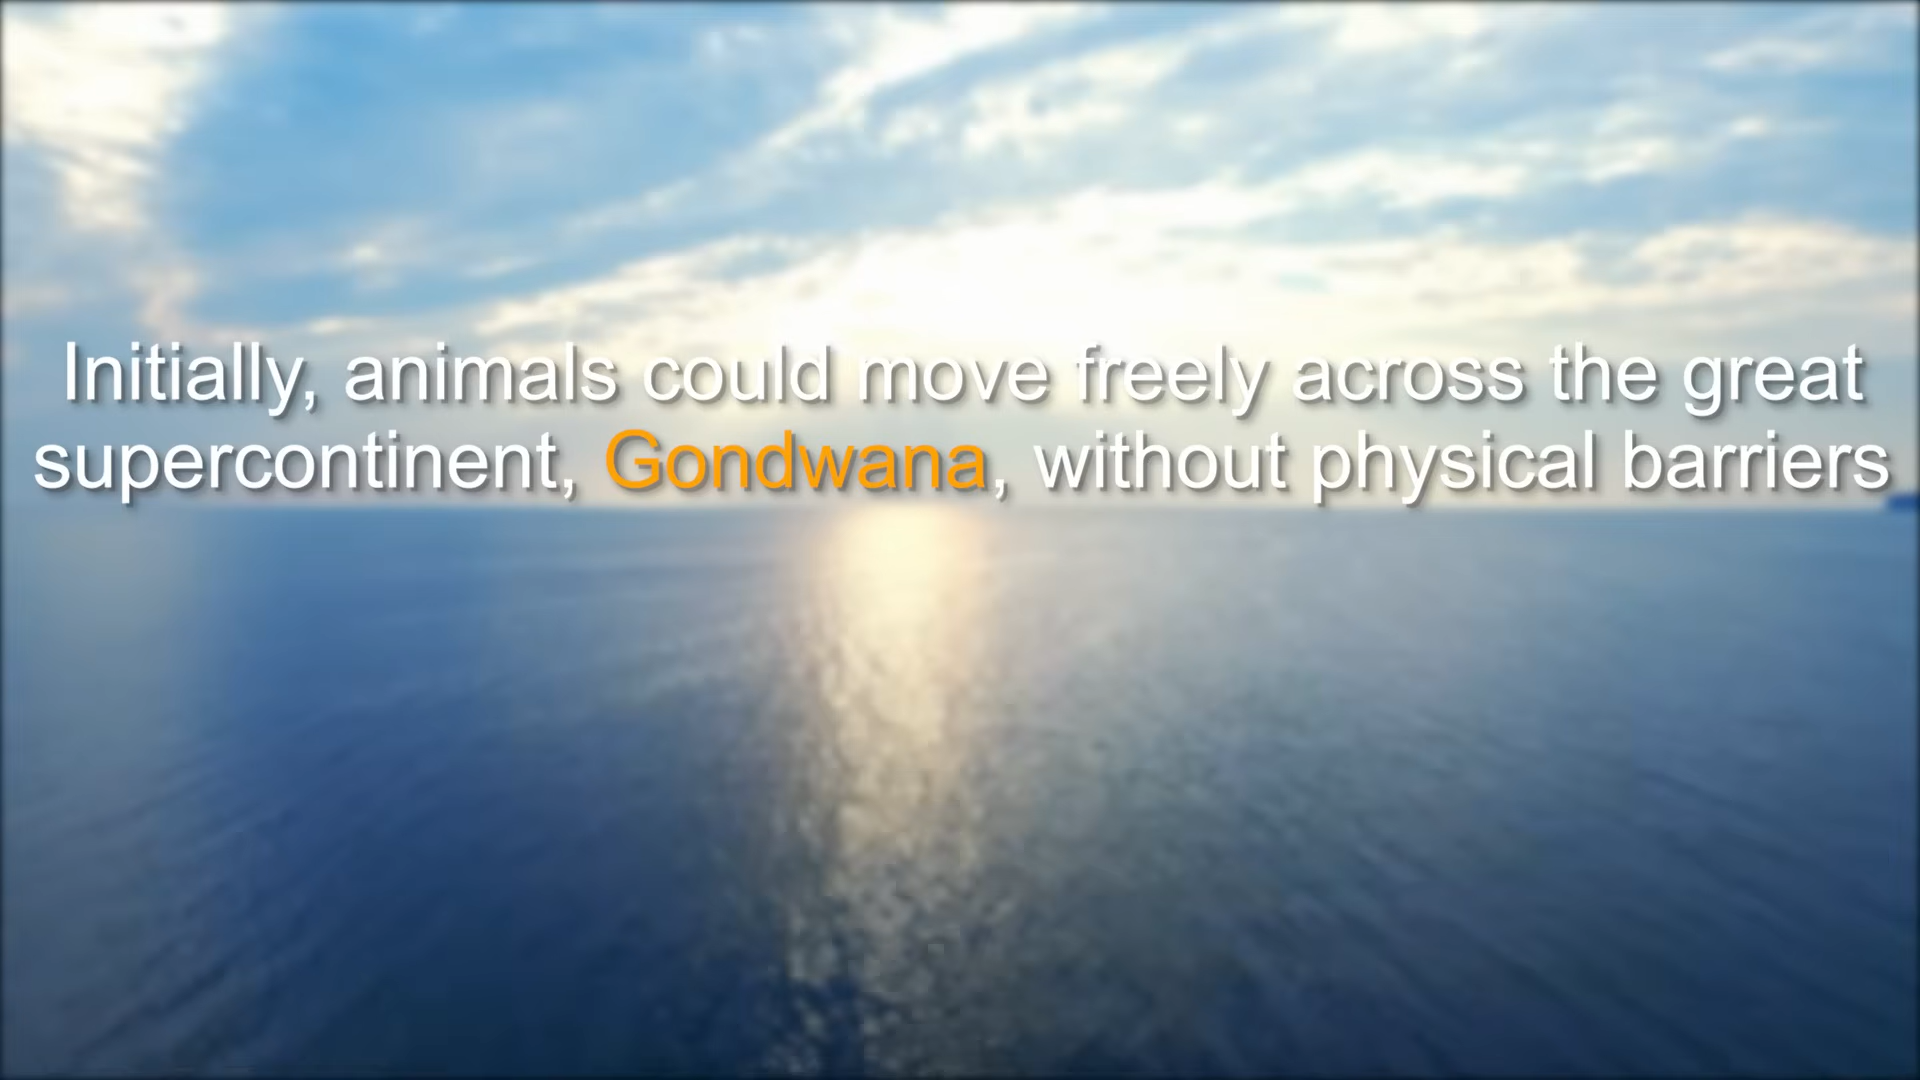 Initially, animals could move freely across the great
supercontinent, Gondwana, without physical barriers